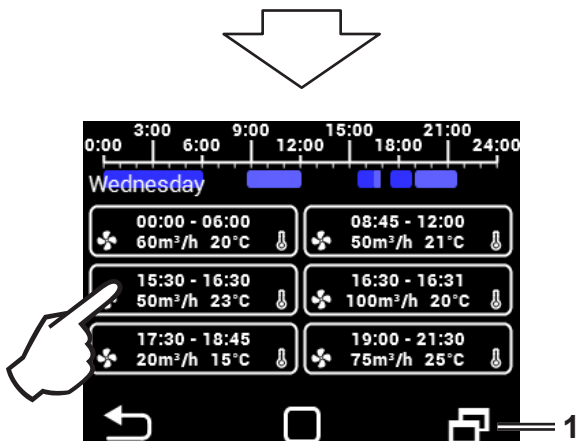 3:00 9:00 15:00 21:00
0:00 6:00 12:00 18:00 24:00
Wednesday
00:00 - 06:00
60m³/h 20°C
08:45 - 12:00
50m³/h 21°C
15:30 - 16:30
50m³/h 23°C
16:30 - 16:31
100m³/h 20°C
17:30 - 18:45
20m³/h 15°C
19:00 - 21:30
75m³/h 25°C
1